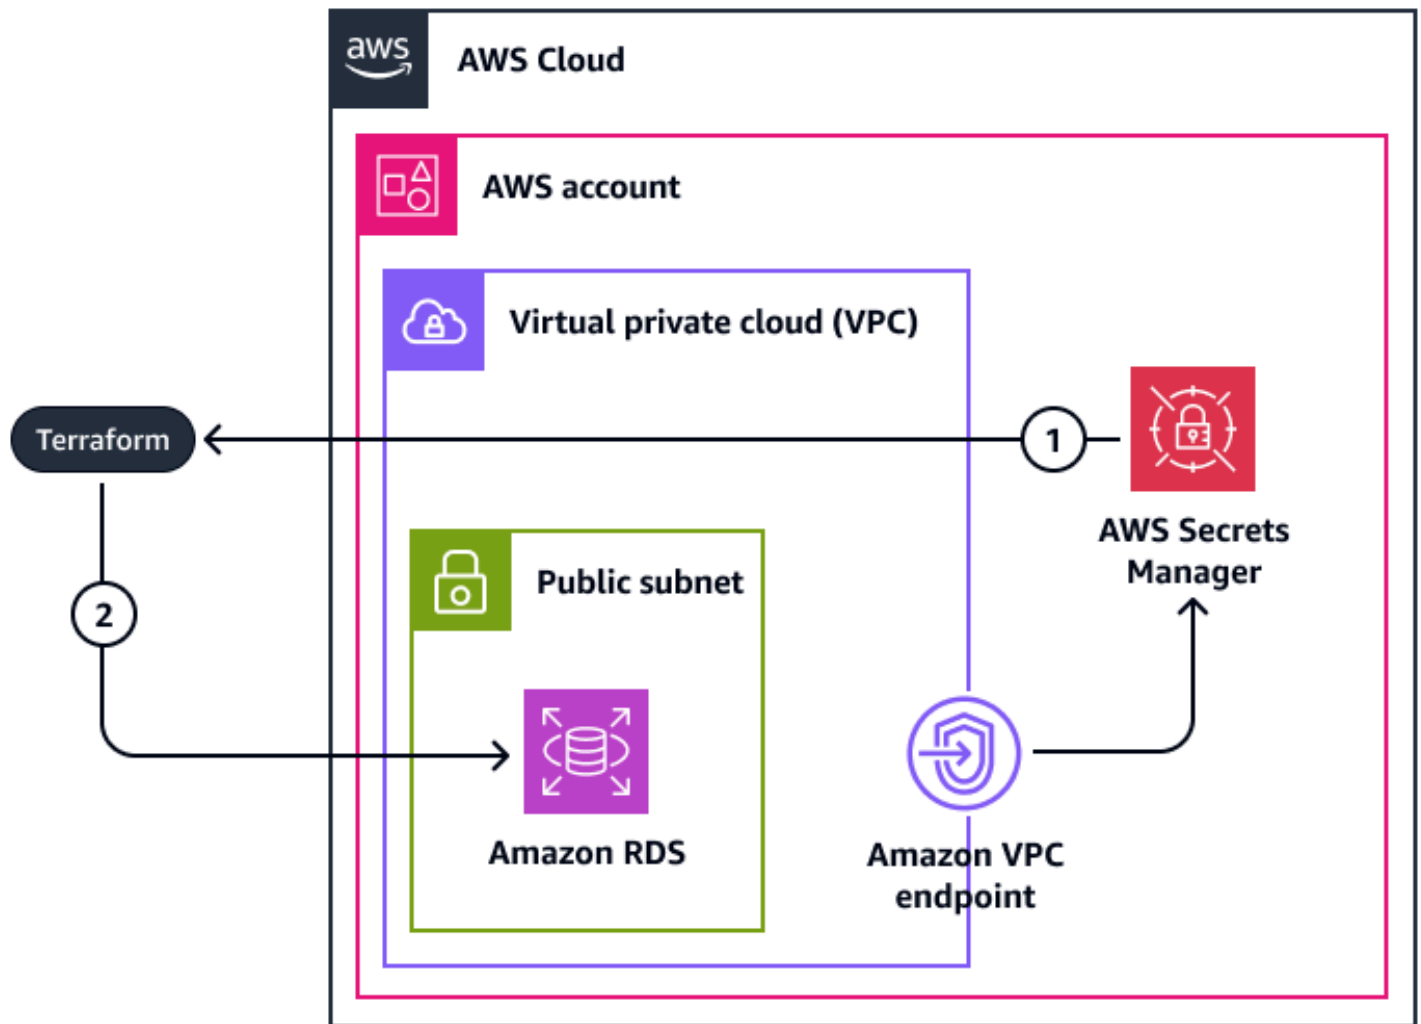 aws
AWS Cloud
AWS account
Virtual private cloud (VPC)
Terraform
1
AWS Secrets
Manager
Public subnet
2
Amazon RDS
Amazon VPC
endpoint